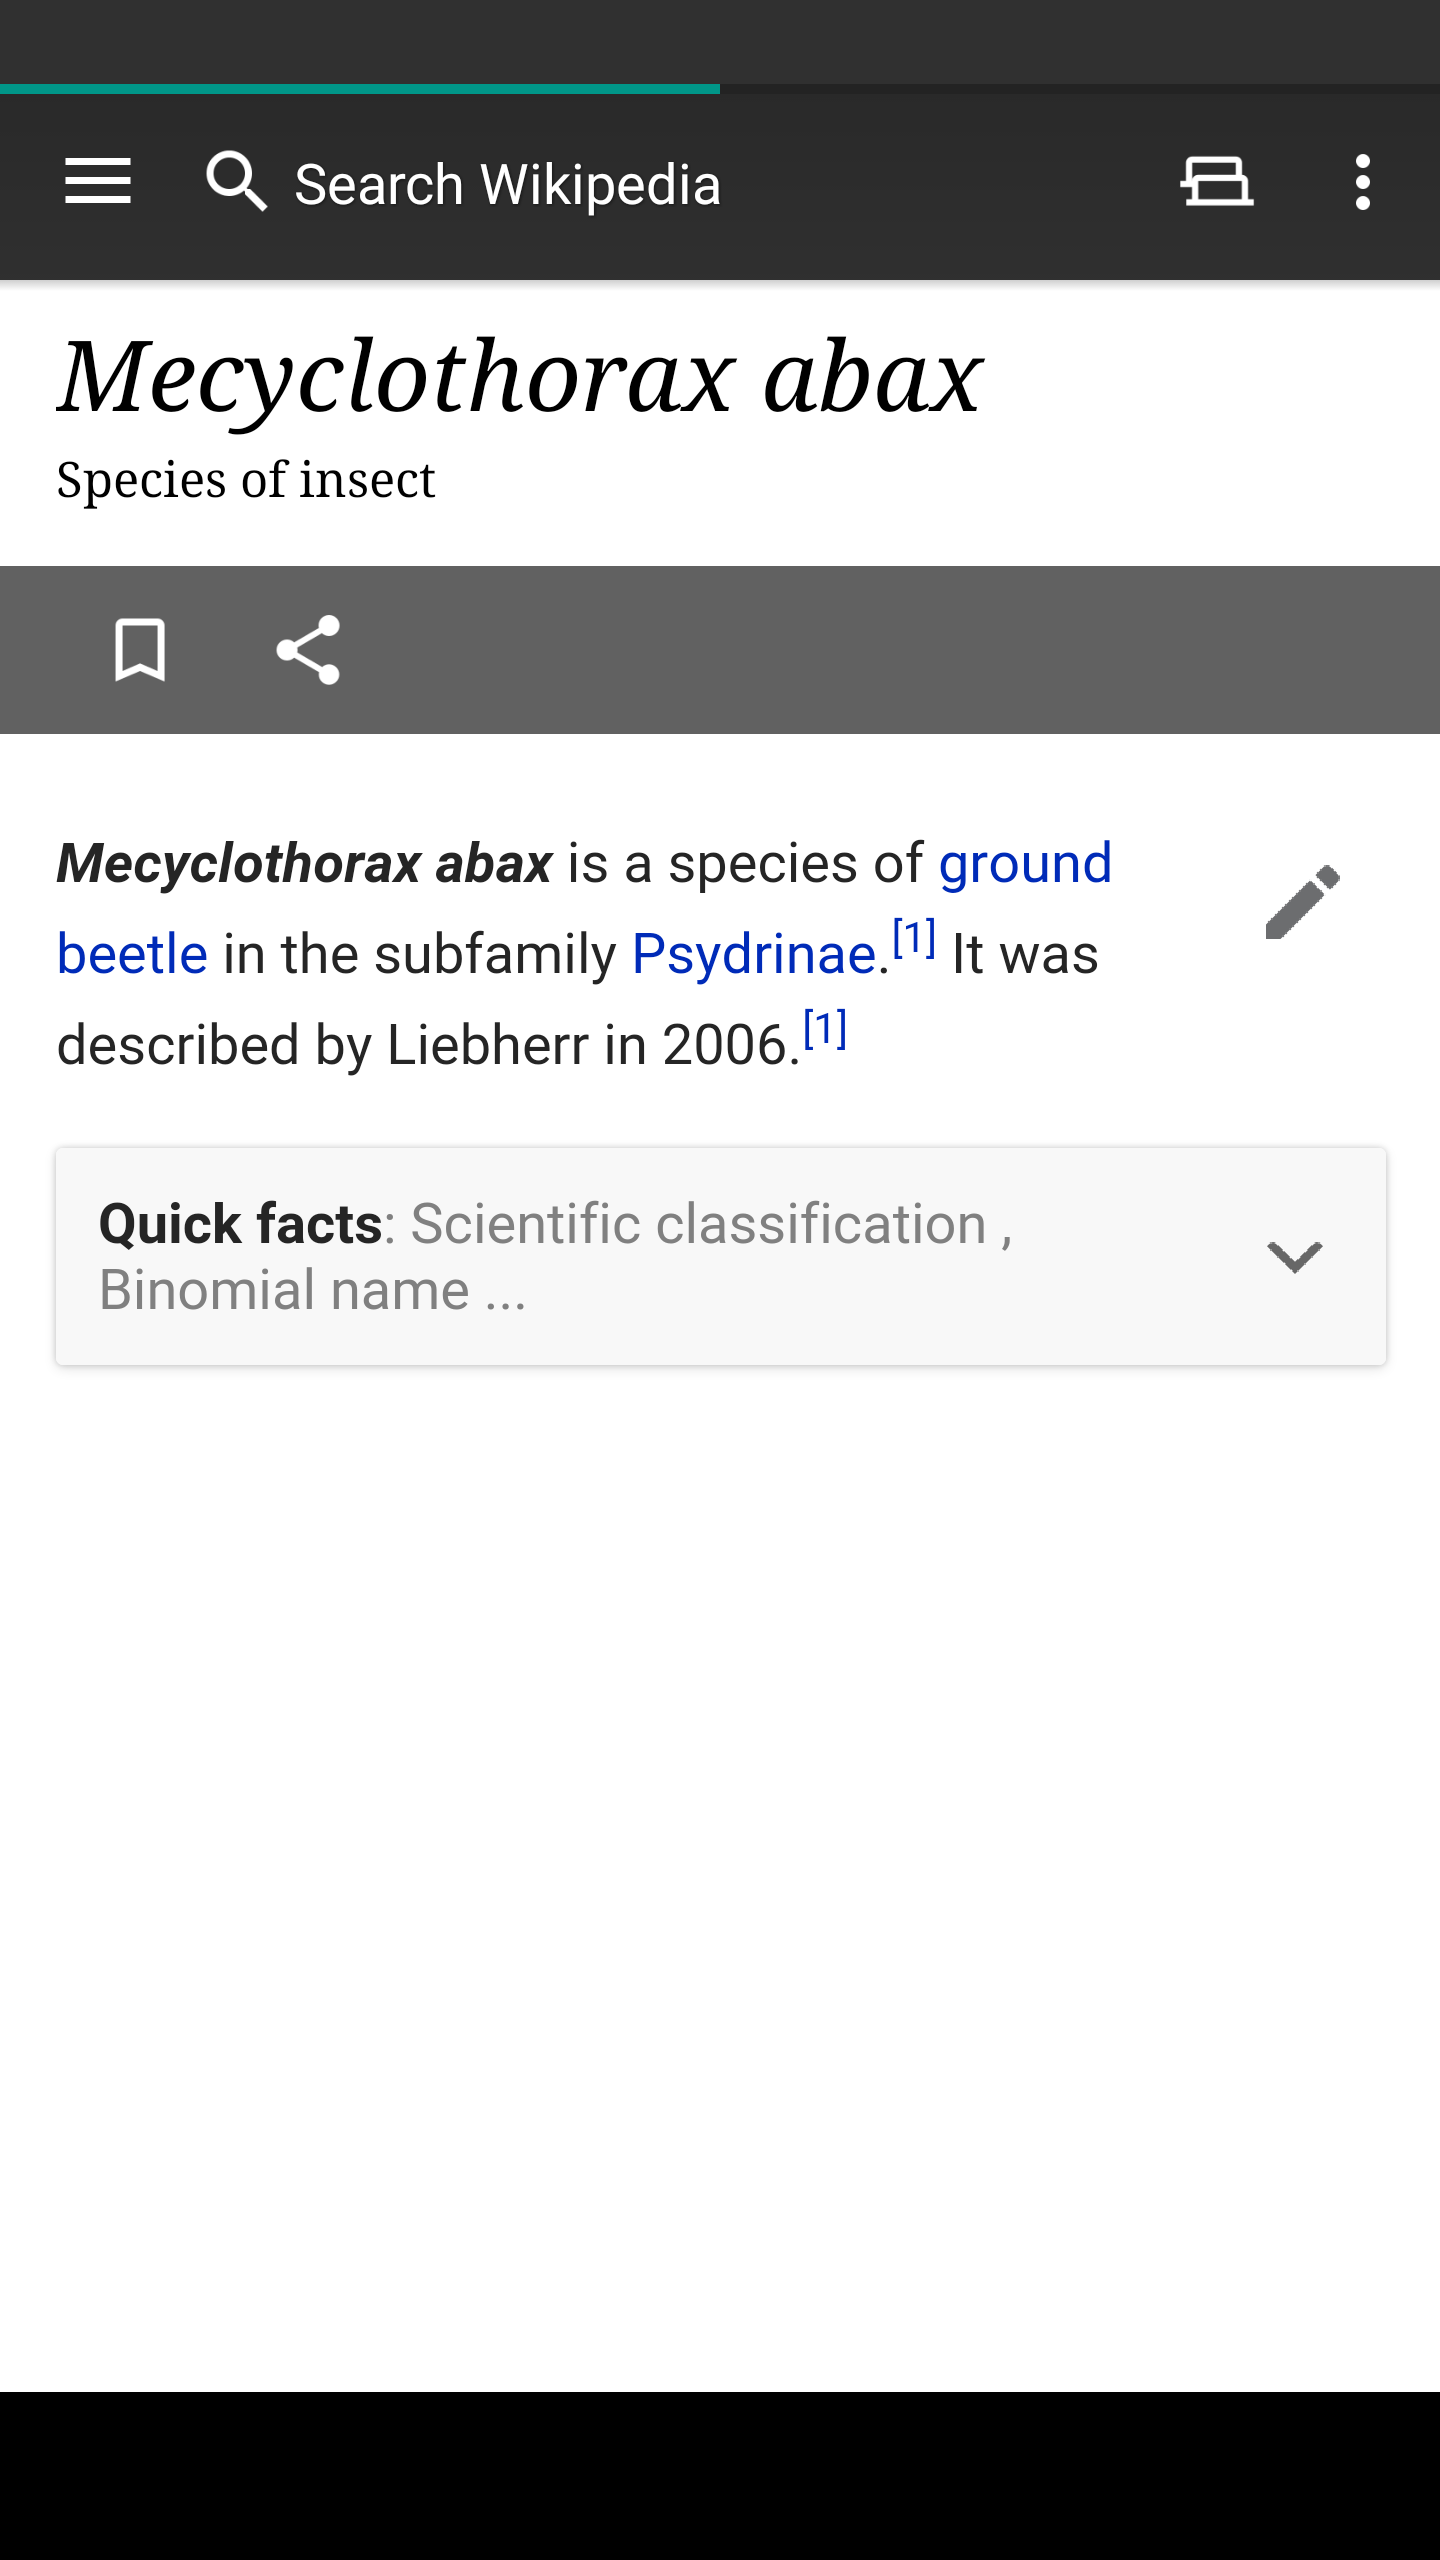 Search Wikipedia
Mecyclothorax abax
Species of insect
Mecyclothorax abax is a species of ground
beetle in the subfamily Psydrinae.[1] It was
described by Liebherr in 2006.[1]
Quick facts: Scientific classification ,
Binomial name ...